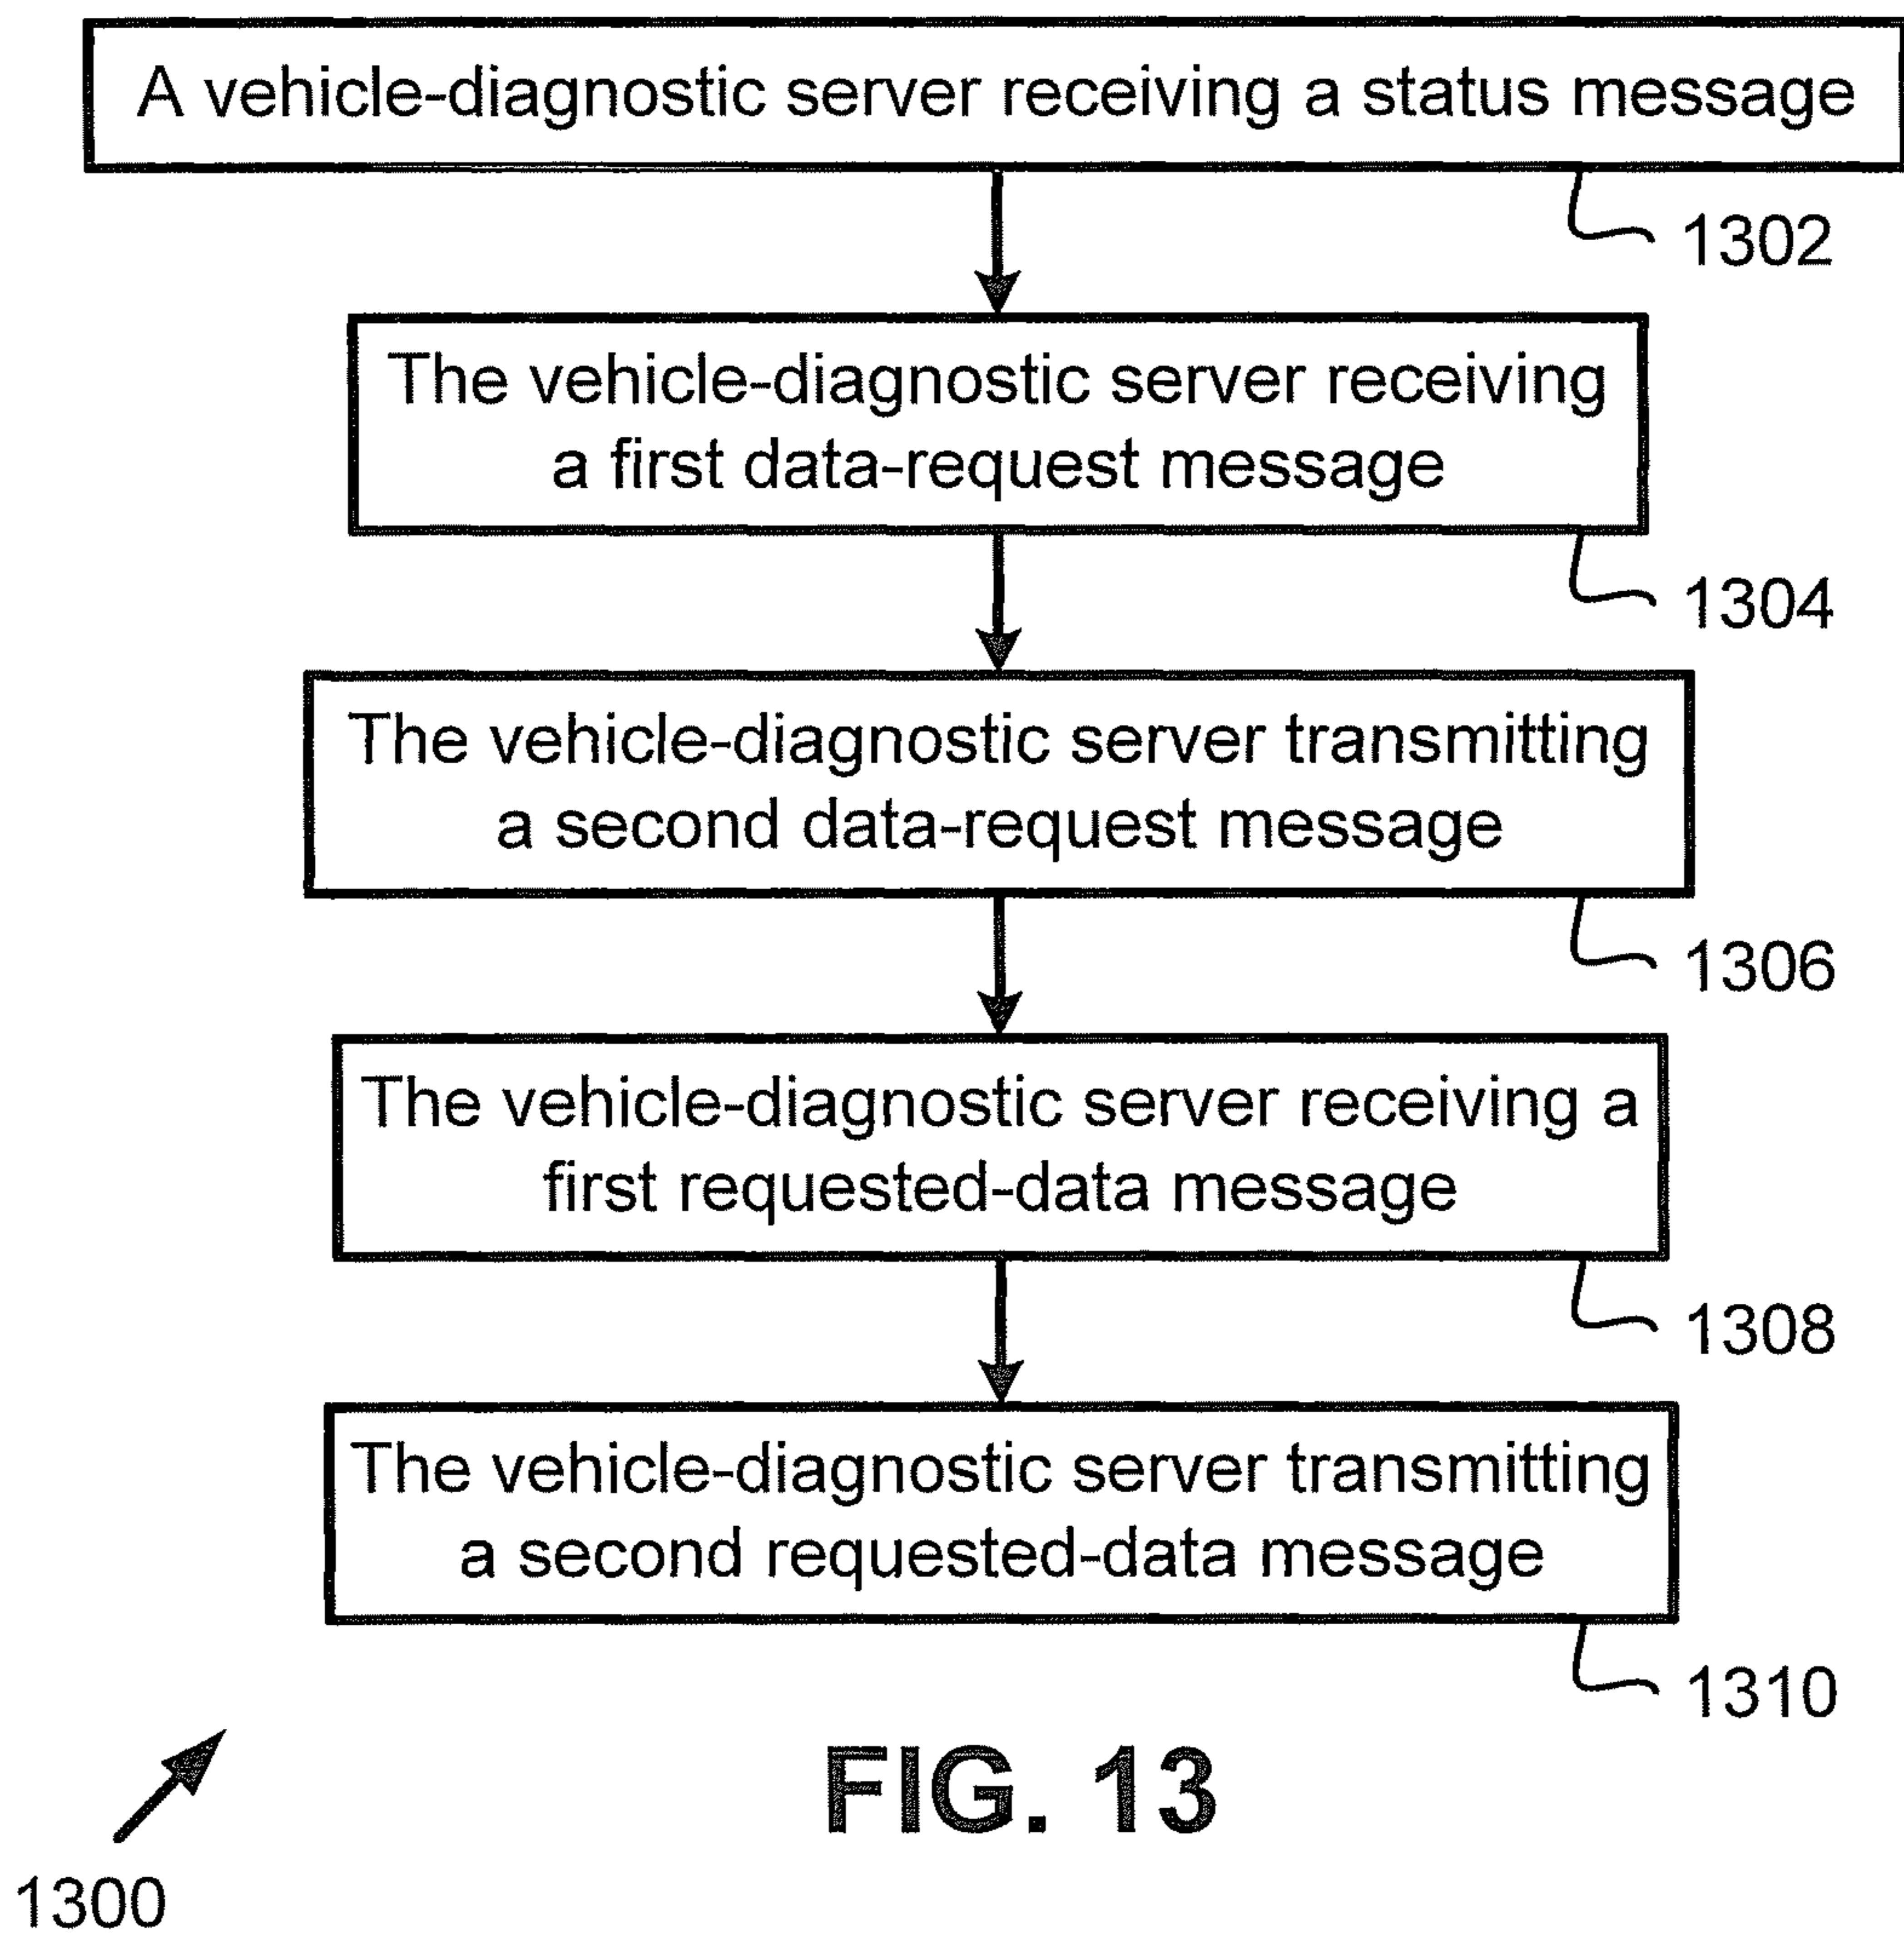 A vehicle-diagnostic server receiving a status message
1302
The vehicle-diagnostic server receiving
a first data-request message
1304
The vehicle-diagnostic server transmitting
a second data-request message
1306
The vehicle-diagnostic server receiving a
first requested-data message
1308
The vehicle-diagnostic server transmitting
a second requested-data message
1310
FIG. 13
1300